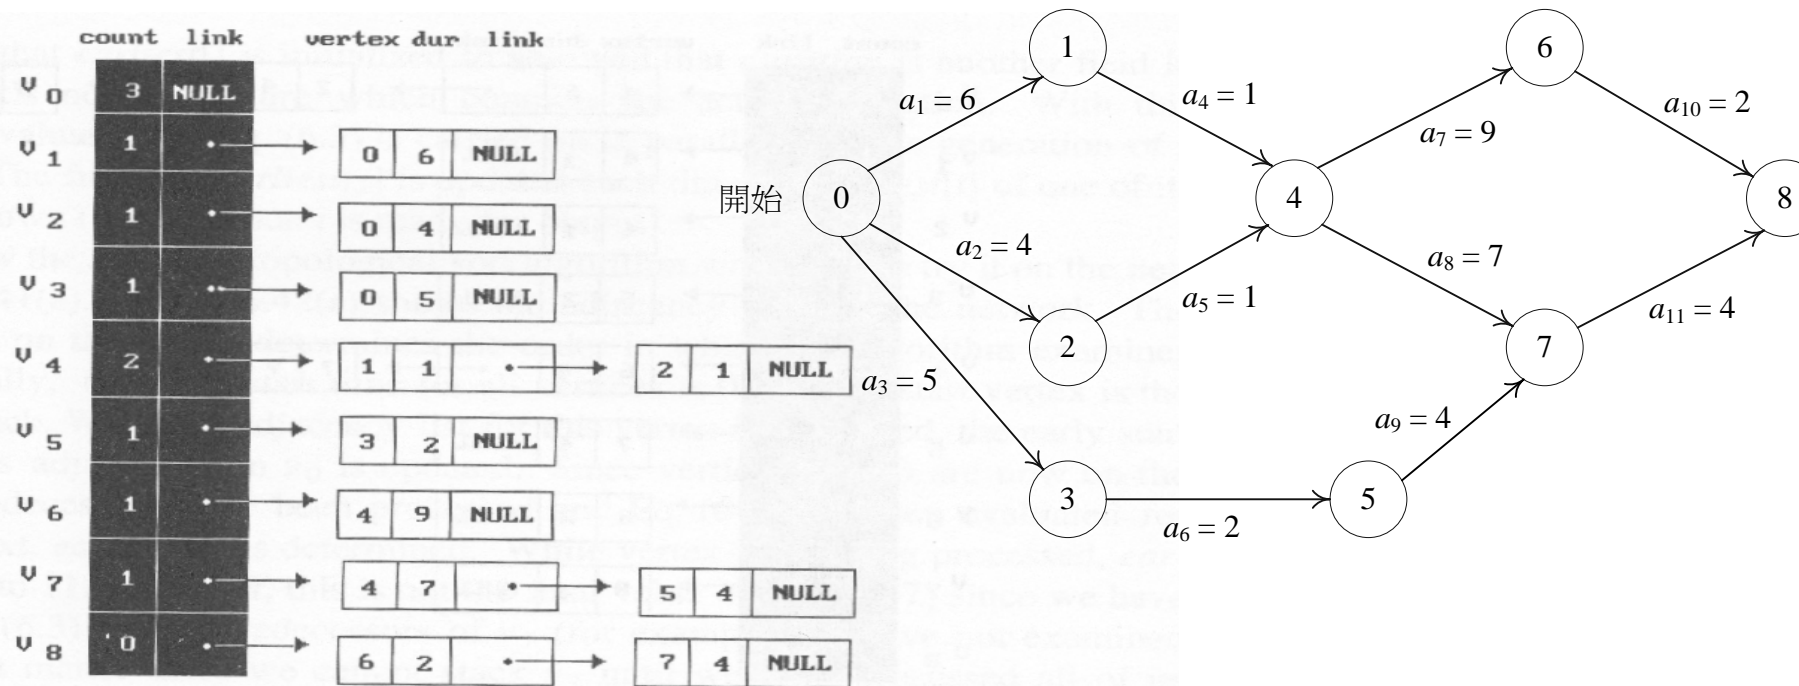 count link vertex dur link
V0 3 NULL
V1 1 0 6 NULL
V2 1 0 4 NULL
V3 1 0 5 NULL
V4 2 1 1 2 1 NULL
V5 1 3 2 NULL
V6 1 4 9 NULL
V7 1 4 7 5 4 NULL
V8 0 6 2 7 4 NULL
1
6
a1 = 6
a4 = 1
a7 = 9
a10 = 2
開始
0
4
8
a2 = 4
a5 = 1
a8 = 7
a11 = 4
2
7
a3 = 5
a9 = 4
3
5
a6 = 2